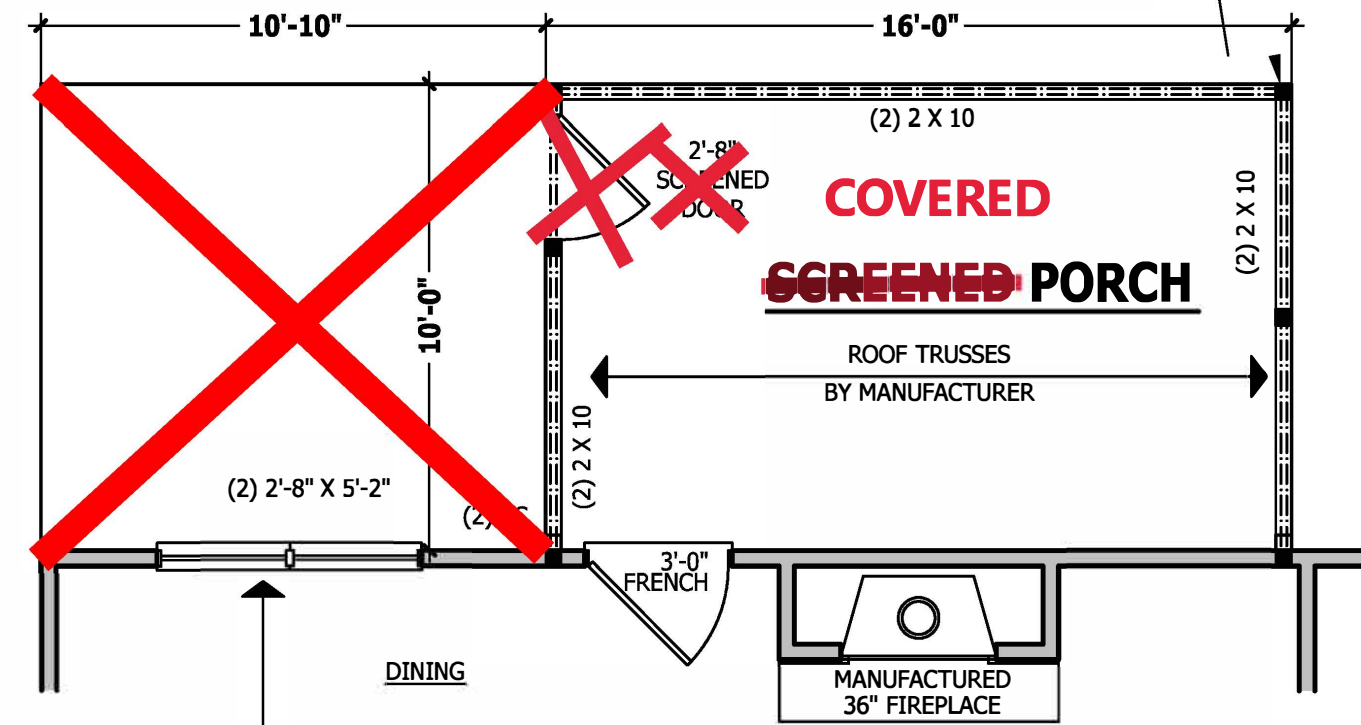 10'-10"
16'-0"
(2) 2 X 10
2'-8"
SCREENED
DOOR
COVERED
(2) 2 X 10
SCREENED PORCH
10'-0"
ROOF TRUSSES
BY MANUFACTURER
(2) 2 X 10
(2) 2'-8" X 5'-2"
(2)
3'-0"
FRENCH
DINING
MANUFACTURED
36" FIREPLACE